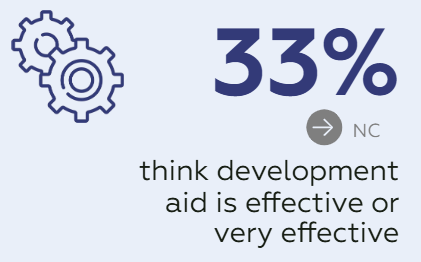 33%
NC
think development
aid is effective or
very effective